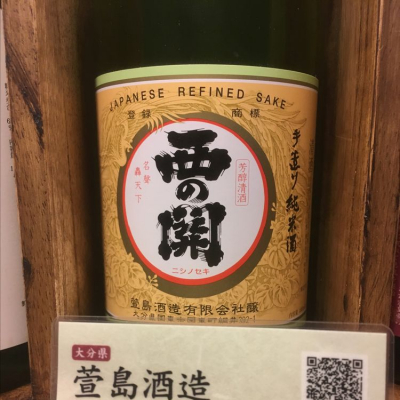 JAPANESE REFINED SAKE
登録 商標
手造り純米酒
芳醇清酒
西の關
名聲
轟天下
ニシノセキ
萱島酒造有限会社醸
大分県
萱島酒造